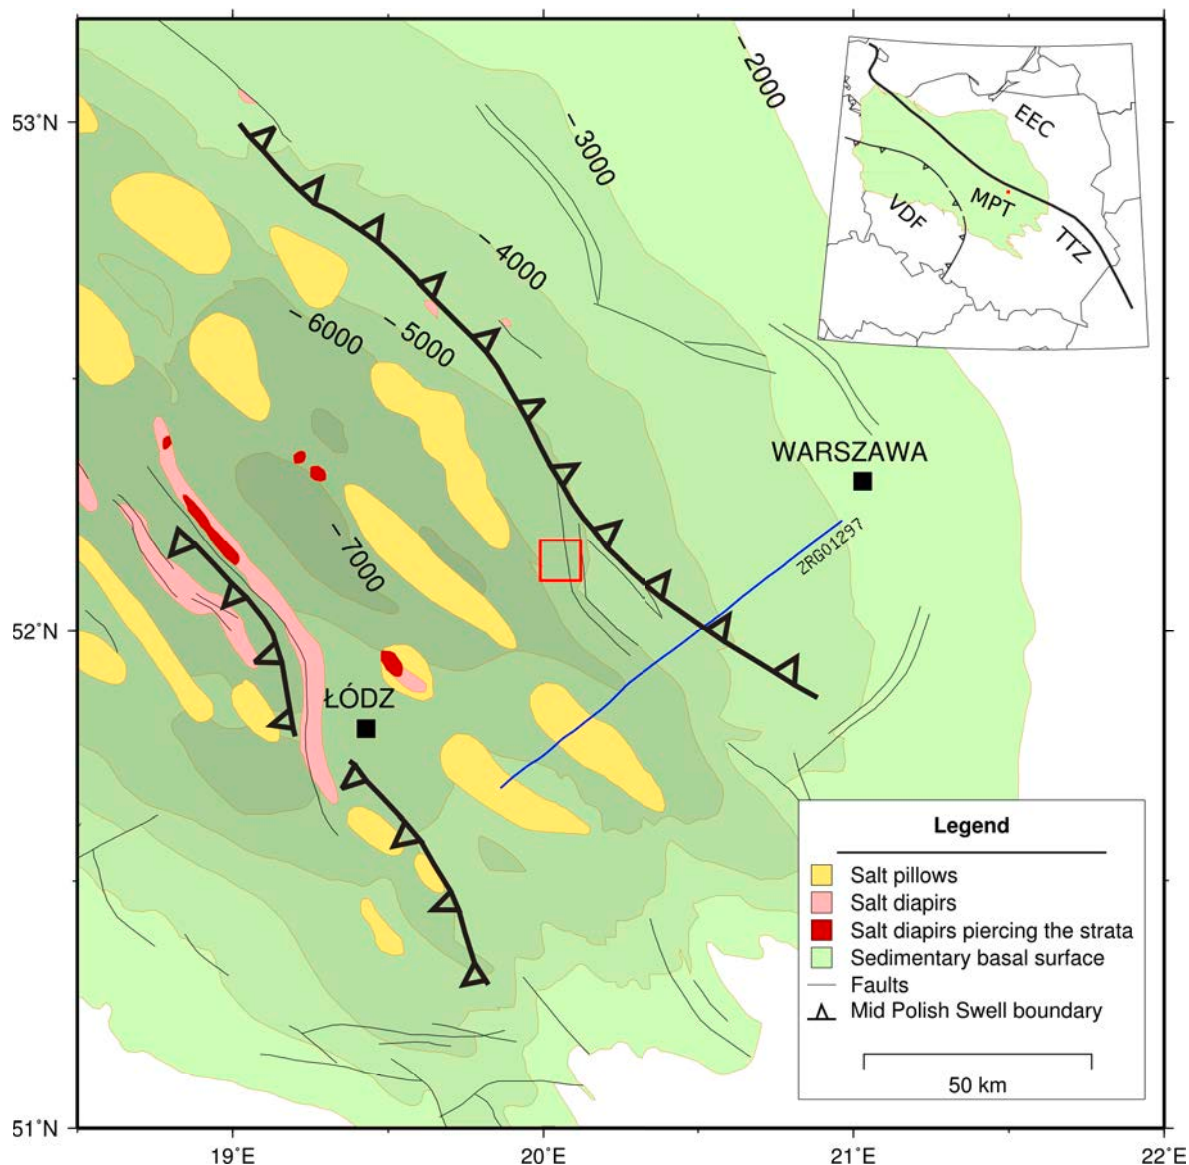 53°N
52°N
51°N
19°E
20°E
21°E
22°E
– 2000
– 3000
– 4000
– 5000
– 6000
– 7000
WARSZAWA
ŁÓDZ
ZRG01297
EEC
MPT
VDF
TTZ
Legend
Salt pillows
Salt diapirs
Salt diapirs piercing the strata
Sedimentary basal surface
Faults
Mid Polish Swell boundary
50 km